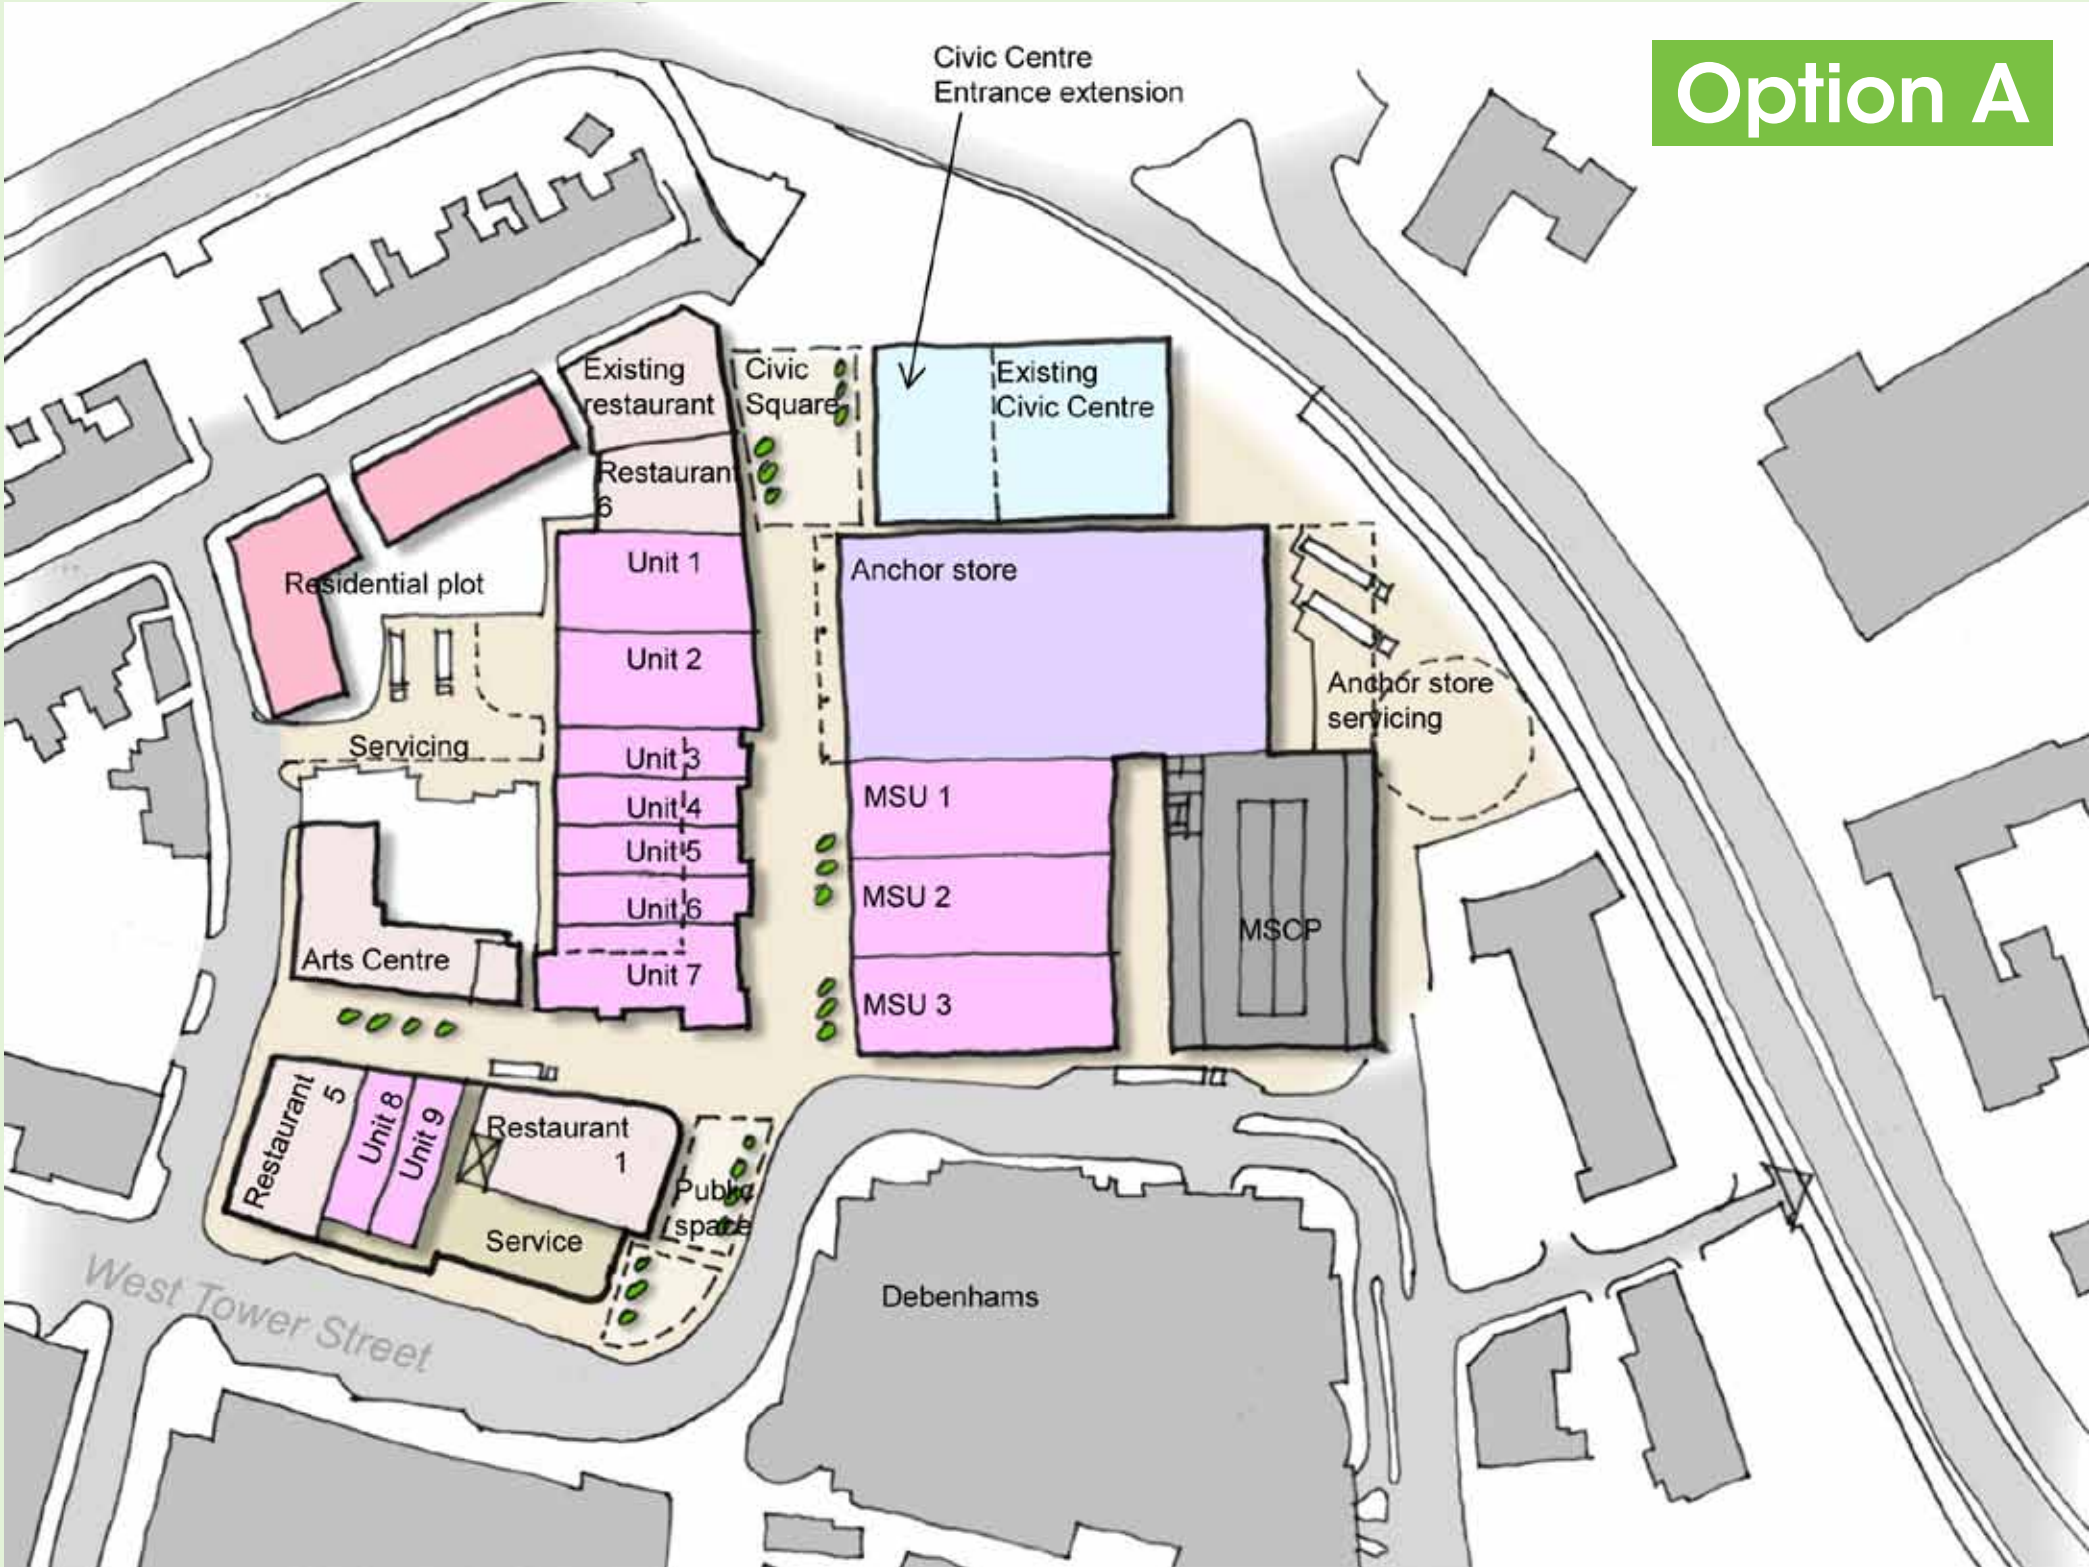 Option A
Civic Centre
Entrance extension
Existing
restaurant
Civic
Square
Existing
Civic Centre
Restaurant
6
Unit 1
Anchor store
Residential plot
Unit 2
Anchor store
servicing
Servicing
Unit 3
MSU 1
Unit 4
Unit 5
MSU 2
Unit 6
MSCP
Arts Centre
Unit 7
MSU 3
Restaurant
5
Unit 8
Unit 9
Restaurant
1
Public
space
Service
West Tower Street
Debenhams